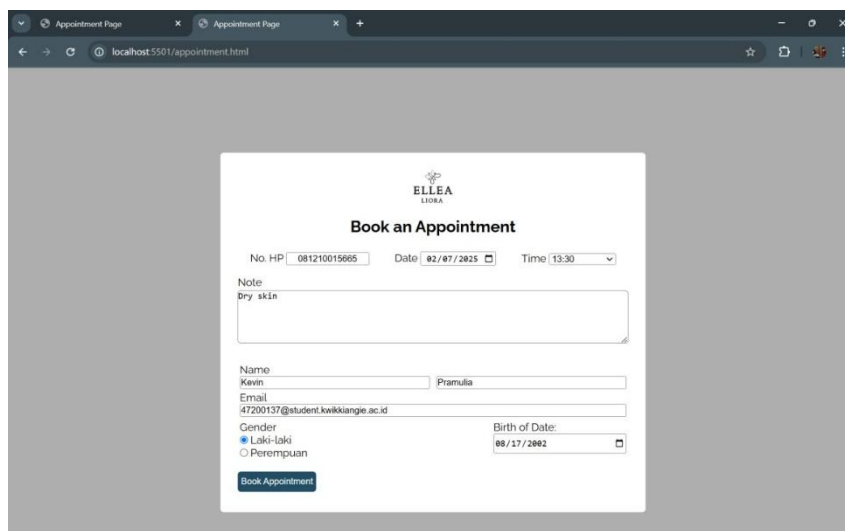 Appointment Page
Appointment Page
localhost:5501/appointment.html
ELLEA
LIORA
Book an Appointment
No. HP 081210015665 Date 02/07/2025 Time 13:30
Note
Dry skin
Name
Kevin Pramulia
Email
47200137@student.kwikkiangie.ac.id
Gender Birth of Date:
Laki-laki 08/17/2002
Perempuan
Book Appointment